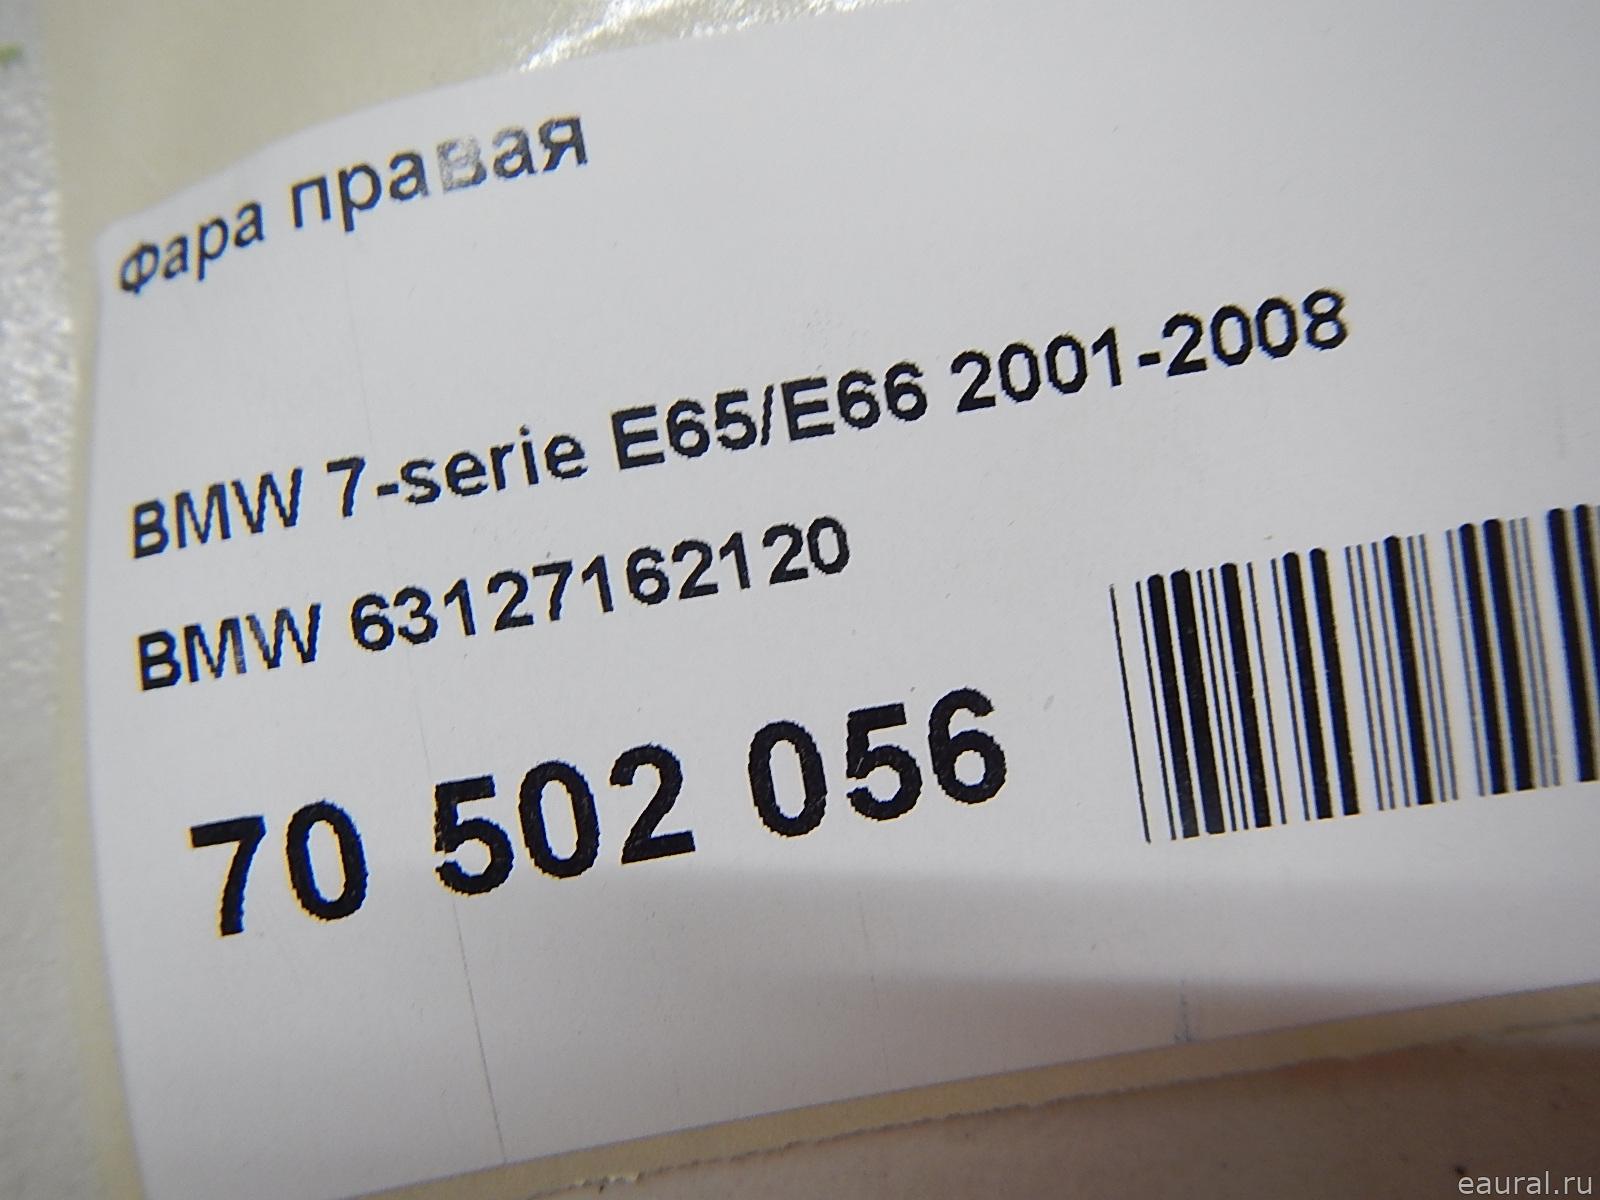 Фара правая
BMW 7-serie E65/E66 2001-2008
BMW 63127162120
70 502 056
eaural.ru